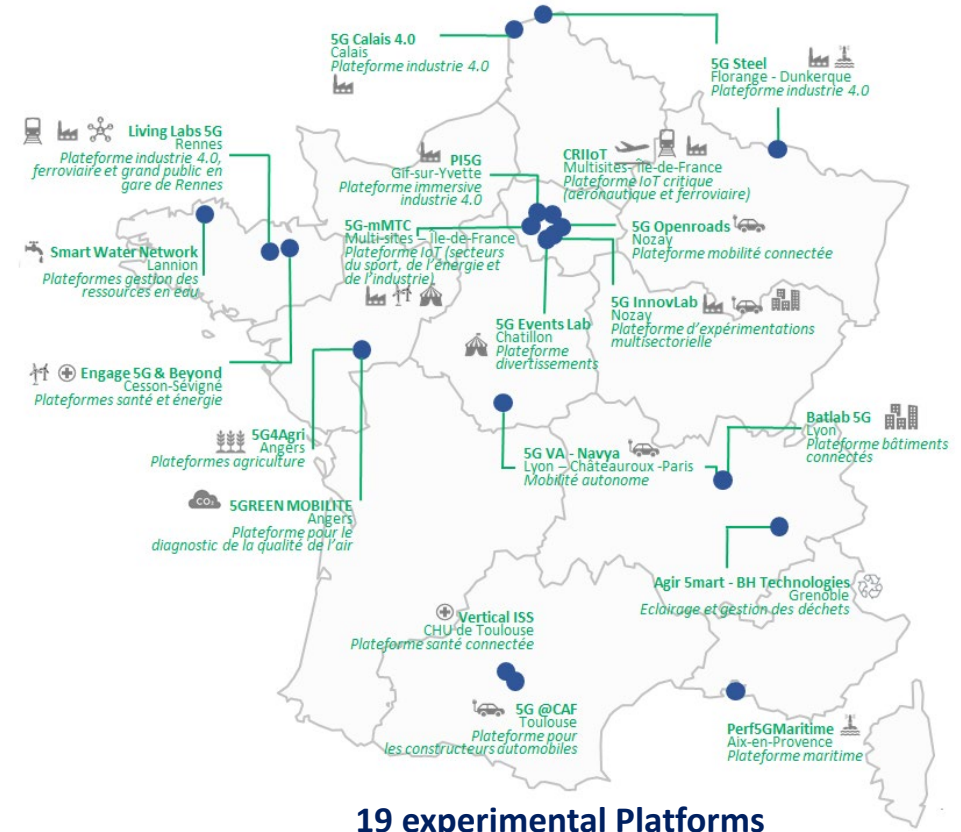 5G Calais 4.0
Calais
Plateforme industrie 4.0
5G Steel
Florange - Dunkerque
Plateforme industrie 4.0
Living Labs 5G
Rennes
Plateforme industrie 4.0,
ferroviaire et grand public en
gare de Rennes
PI5G
Gif-sur-Yvette
Plateforme immersive
industrie 4.0
CRIIoT
Multisites- Île-de-France
Plateforme IoT critique
(aéronautique et ferroviaire)
5G-mMTC
Multi-sites – Île-de-France
Plateforme IoT (secteurs
du sport, de l'énergie et
de l'industrie)
5G Openroads
Nozay
Plateforme mobilité connectée
Smart Water Network
Lannion
Plateformes gestion des
ressources en eau
5G Events Lab
Chatillon
Plateforme
divertissements
5G InnovLab
Nozay
Plateforme d'expérimentations
multisectorielle
Engage 5G & Beyond
Cesson-Sévigné
Plateformes santé et énergie
5G4Agri
Angers
Plateformes agriculture
5G VA - Navya
Lyon – Châteauroux -Paris
Mobilité autonome
Batlab 5G
Lyon
Plateforme bâtiments
connectés
CO₂
5GREEN MOBILITE
Angers
Plateforme pour le
diagnostic de la qualité de l'air
Agir 5mart - BH Technologies
Grenoble
Eclairage et gestion des déchets
Vertical ISS
CHU de Toulouse
Plateforme santé connectée
5G @CAF
Toulouse
Plateforme pour
les constructeurs automobiles
Perf5GMaritime
Aix-en-Provence
Plateforme maritime
19 experimental Platforms